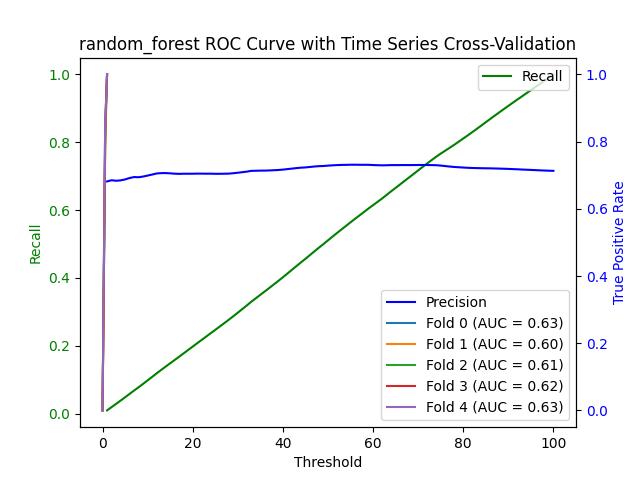 random_forest ROC Curve with Time Series Cross-Validation
1.0
0.8
0.6
0.4
0.2
0.0
Recall
Recall
1.0
0.8
0.6
0.4
0.2
0.0
True Positive Rate
Precision
Fold 0 (AUC = 0.63)
Fold 1 (AUC = 0.60)
Fold 2 (AUC = 0.61)
Fold 3 (AUC = 0.62)
Fold 4 (AUC = 0.63)
0 20 40 60 80 100
Threshold